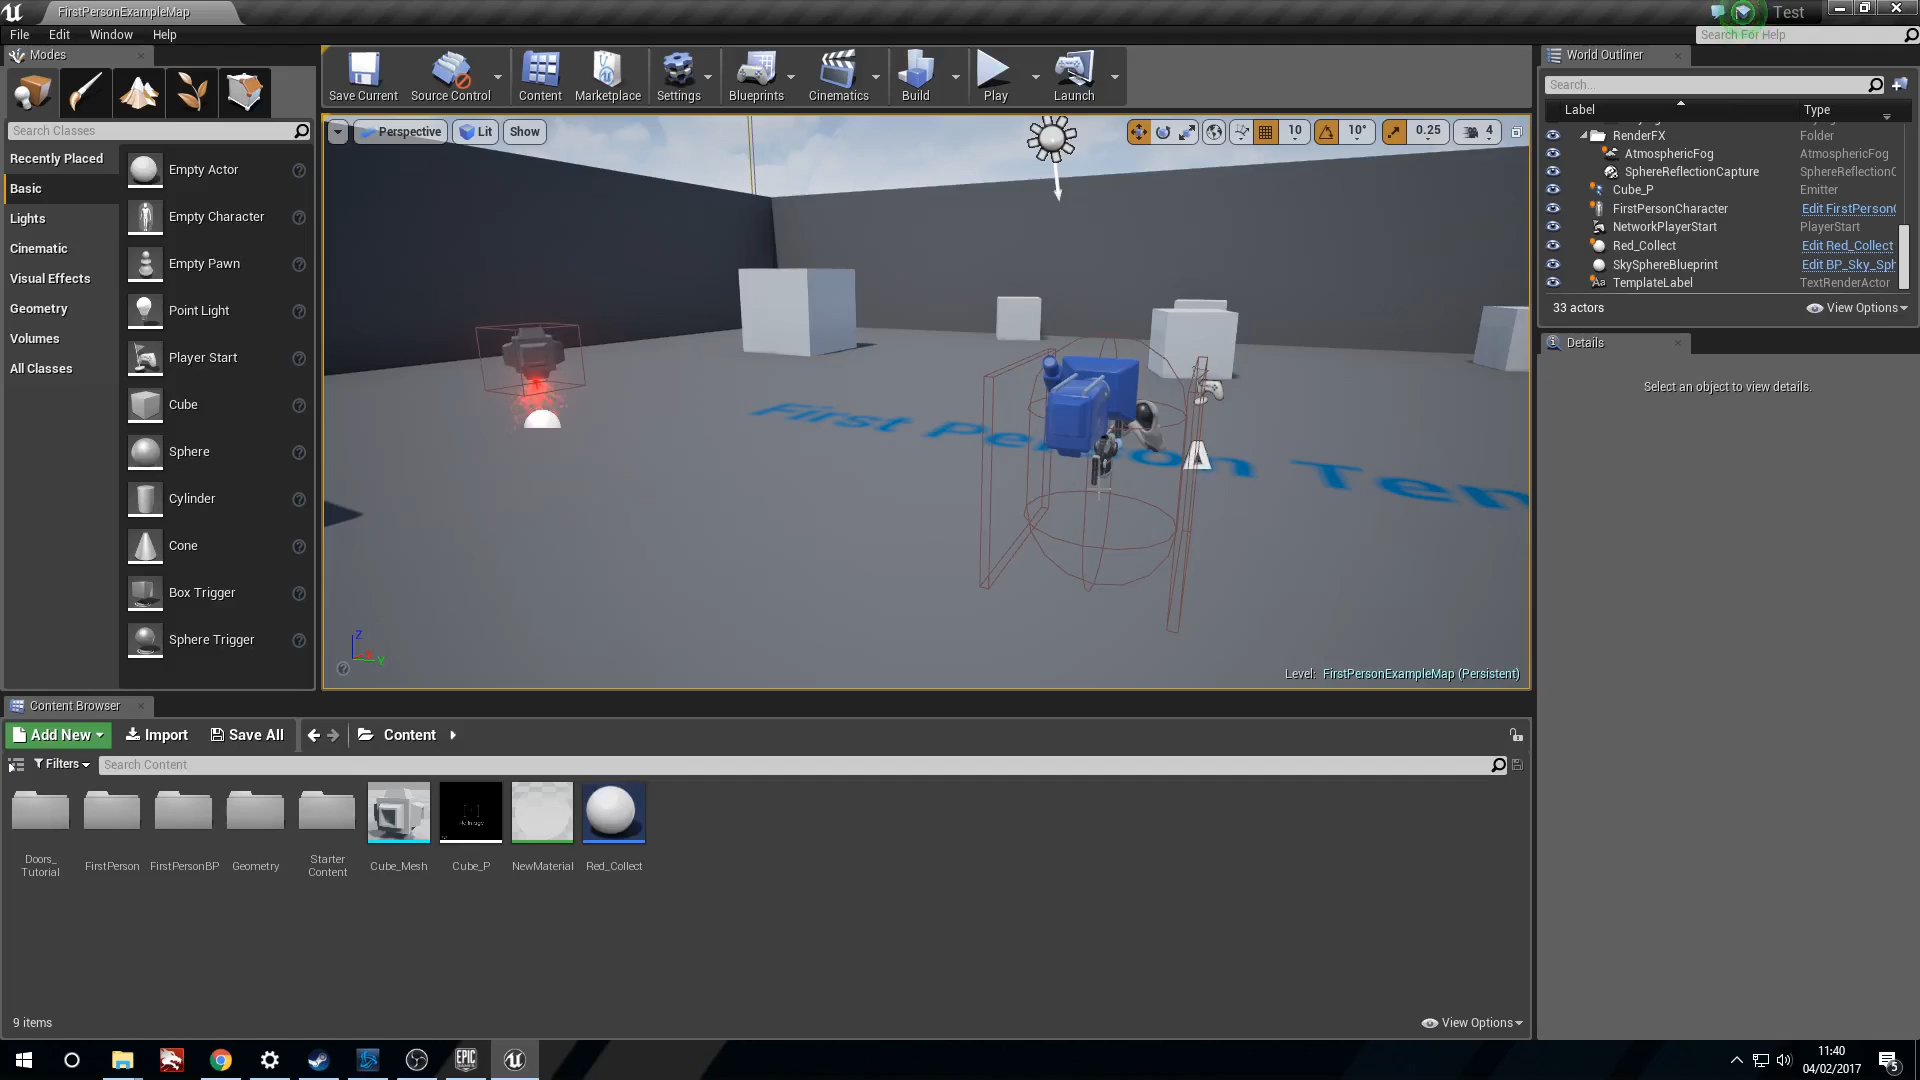 FirstPersonExampleMap
Test
File Edit Window Help
Search For Help
Modes
Save Current
Source Control
Content
Marketplace
Settings
Blueprints
Cinematics
Build
Play
Launch
World Outliner
Search...
Label Type
Search Classes
Perspective Lit Show
10 10° 0.25 4
RenderFX Folder
AtmosphericFog AtmosphericFog
SphereReflectionCapture SphereReflectionC
Cube_P Emitter
FirstPersonCharacter Edit FirstPerson
NetworkPlayerStart PlayerStart
Red_Collect Edit Red_Collect
SkySphereBlueprint Edit BP_Sky_Sph
TemplateLabel TextRenderActor
33 actors View Options
Details
Select an object to view details.
Recently Placed
Basic
Lights
Cinematic
Visual Effects
Geometry
Volumes
All Classes
Empty Actor
Empty Character
Empty Pawn
Point Light
Player Start
Cube
Sphere
Cylinder
Cone
Box Trigger
Sphere Trigger
First Person Tem
Z
Y
Level: FirstPersonExampleMap (Persistent)
Content Browser
Add New Import Save All Content
Filters Search Content
Doors_
Tutorial
FirstPerson
FirstPersonBP
Geometry
Starter
Content
Cube_Mesh
Cube_P
NewMaterial
Red_Collect
9 items View Options
EPIC
11:40
04/02/2017
5